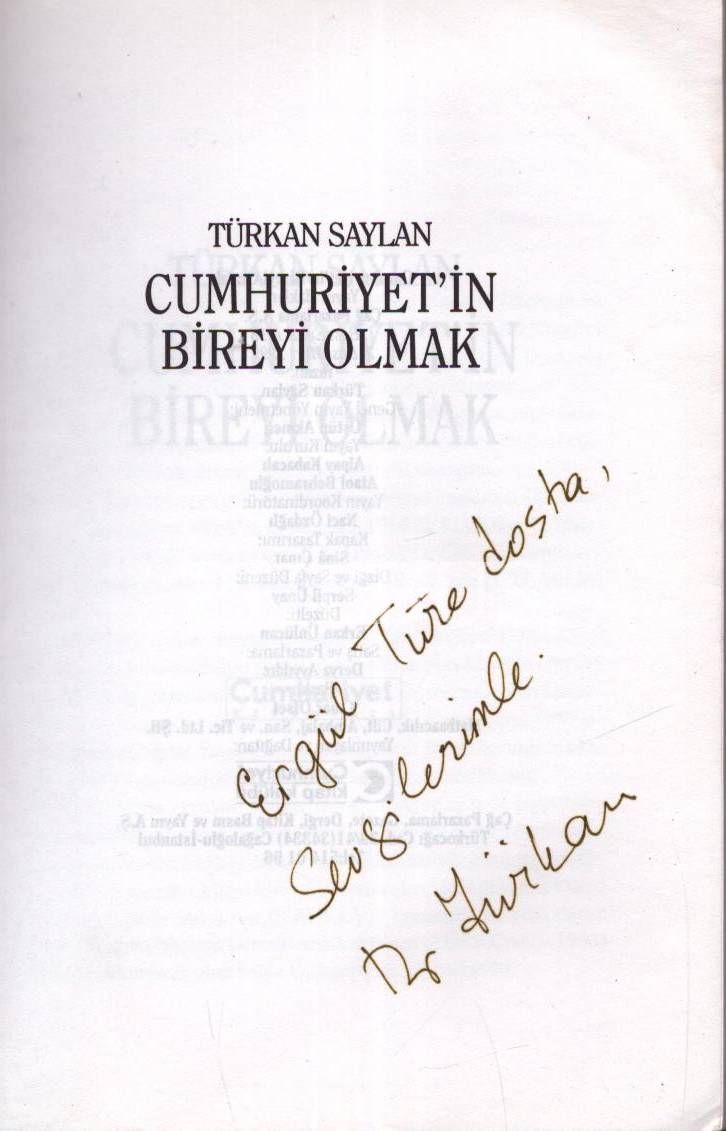 TÜRKAN SAYLAN
CUMHURİYET'İN
BİREYİ OLMAK
Ergül Türe dosta,
Sevgilerimle.
Dr Türkan